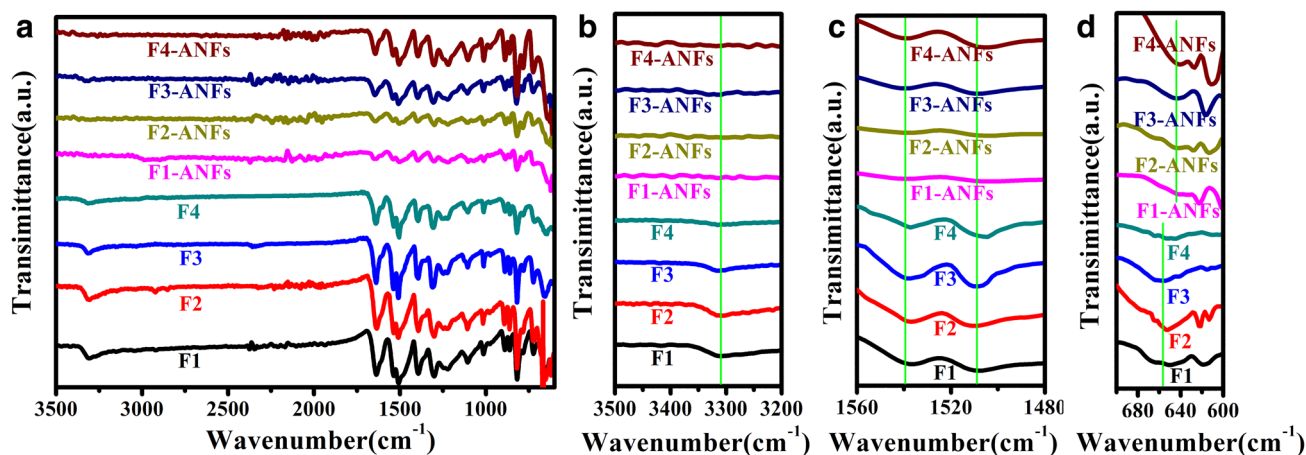 a
Transmittance(a.u.)
F4-ANFs
F3-ANFs
F2-ANFs
F1-ANFs
F4
F3
F2
F1
3500 3000 2500 2000 1500 1000
Wavenumber(cm⁻¹)
b
Transimittance(a.u.)
F4-ANFs
F3-ANFs
F2-ANFs
F1-ANFs
F4
F3
F2
F1
3500 3400 3300 3200
Wavenumber(cm⁻¹)
c
Transimittance(a.u.)
F4-ANFs
F3-ANFs
F2-ANFs
F1-ANFs
F4
F3
F2
F1
1560 1520 1480
Wavenumber(cm⁻¹)
d
Transimittance(a.u.)
F4-ANFs
F3-ANFs
F2-ANFs
F1-ANFs
F4
F3
F2
F1
700 640 600
Wavenumber(cm⁻¹)